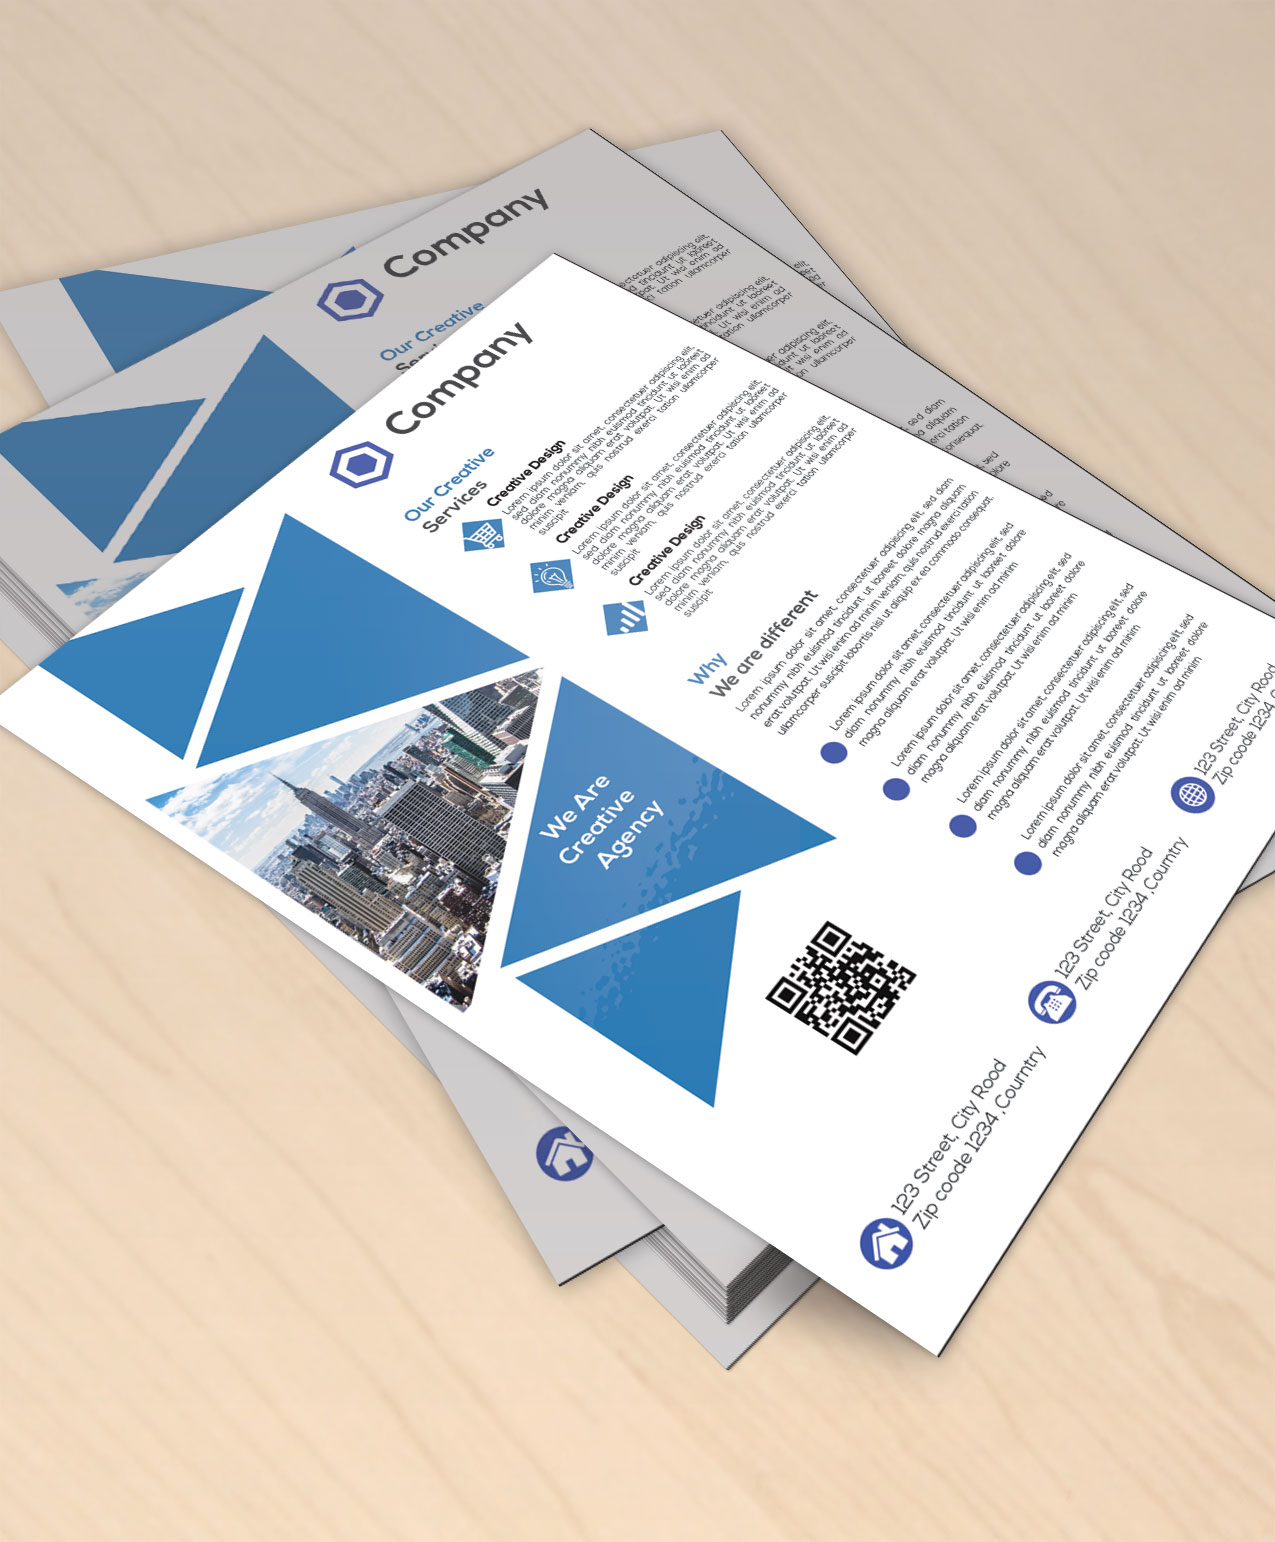 Company
Our Creative
Company
Our Creative
Services
Creative Design
Lorem ipsum dolor sit amet, consectetuer adipiscing elit,
sed diam nonummy nibh euismod tincidunt ut laoreet
dolore magna aliquam erat volutpat. Ut wisi enim ad
minim veniam, quis nostrud exerci tation ullamcorper
suscipit
Creative Design
Lorem ipsum dolor sit amet, consectetuer adipiscing elit,
sed diam nonummy nibh euismod tincidunt ut laoreet
dolore magna aliquam erat volutpat. Ut wisi enim ad
minim veniam, quis nostrud exerci tation ullamcorper
suscipit
Creative Design
Lorem ipsum dolor sit amet, consectetuer adipiscing elit,
sed diam nonummy nibh euismod tincidunt ut laoreet
dolore magna aliquam erat volutpat. Ut wisi enim ad
minim veniam, quis nostrud exerci tation ullamcorper
suscipit
We Are
Creative
Agency
Why
We are different
Lorem ipsum dolor sit amet, consectetuer adipiscing elit, sed diam
nonummy nibh euismod tincidunt ut laoreet dolore magna aliquam
erat volutpat. Ut wisi enim ad minim veniam, quis nostrud exerci tation
ullamcorper suscipit lobortis nisl ut aliquip ex ea commodo consequat.
Lorem ipsum dolor sit amet, consectetuer adipiscing elit, sed
diam nonummy nibh euismod tincidunt ut laoreet dolore
magna aliquam erat volutpat. Ut wisi enim ad minim
Lorem ipsum dolor sit amet, consectetuer adipiscing elit, sed
diam nonummy nibh euismod tincidunt ut laoreet dolore
magna aliquam erat volutpat. Ut wisi enim ad minim
Lorem ipsum dolor sit amet, consectetuer adipiscing elit, sed
diam nonummy nibh euismod tincidunt ut laoreet dolore
magna aliquam erat volutpat. Ut wisi enim ad minim
Lorem ipsum dolor sit amet, consectetuer adipiscing elit, sed
diam nonummy nibh euismod tincidunt ut laoreet dolore
magna aliquam erat volutpat. Ut wisi enim ad minim
123 Street, City Rood
Zip coode 1234 ,Courntry
123 Street, City Rood
Zip coode 1234 ,Courntry
123 Street, City Rood
Zip coode 1234